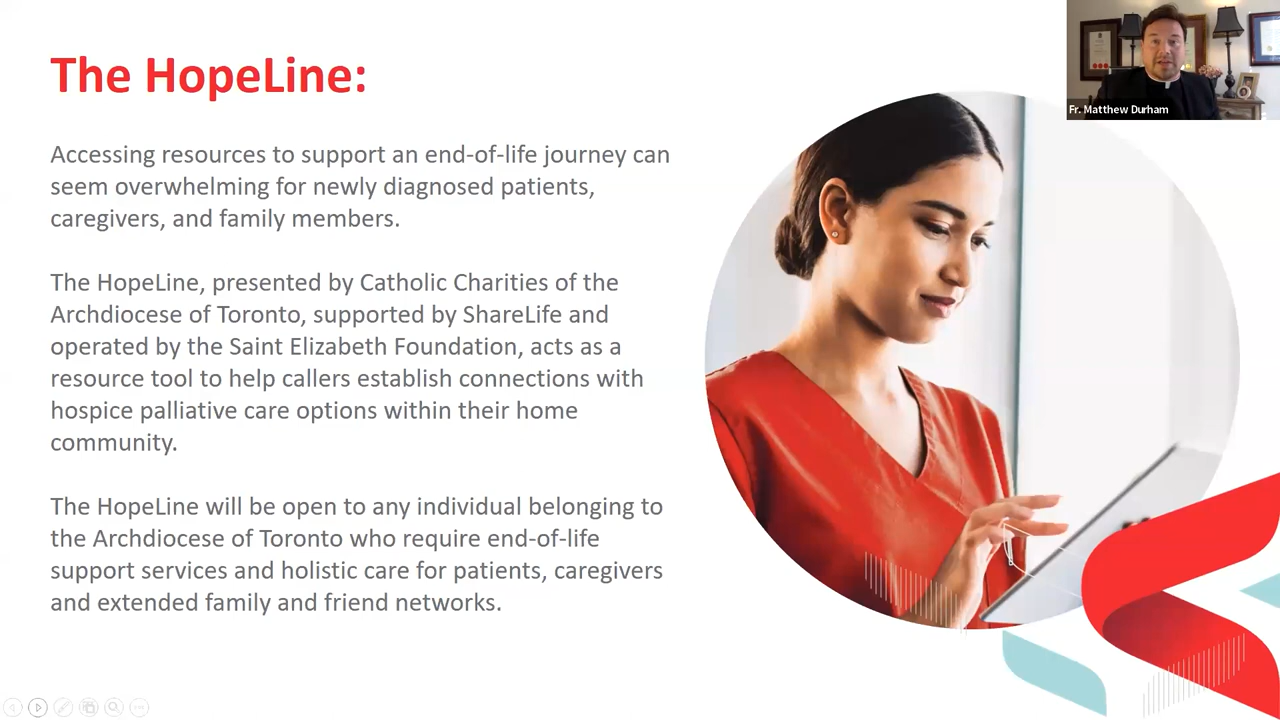 The HopeLine:
Fr. Matthew Durham
Accessing resources to support an end-of-life journey can
seem overwhelming for newly diagnosed patients,
caregivers, and family members.
The HopeLine, presented by Catholic Charities of the
Archdiocese of Toronto, supported by ShareLife and
operated by the Saint Elizabeth Foundation, acts as a
resource tool to help callers establish connections with
hospice palliative care options within their home
community.
The HopeLine will be open to any individual belonging to
the Archdiocese of Toronto who require end-of-life
support services and holistic care for patients, caregivers
and extended family and friend networks.